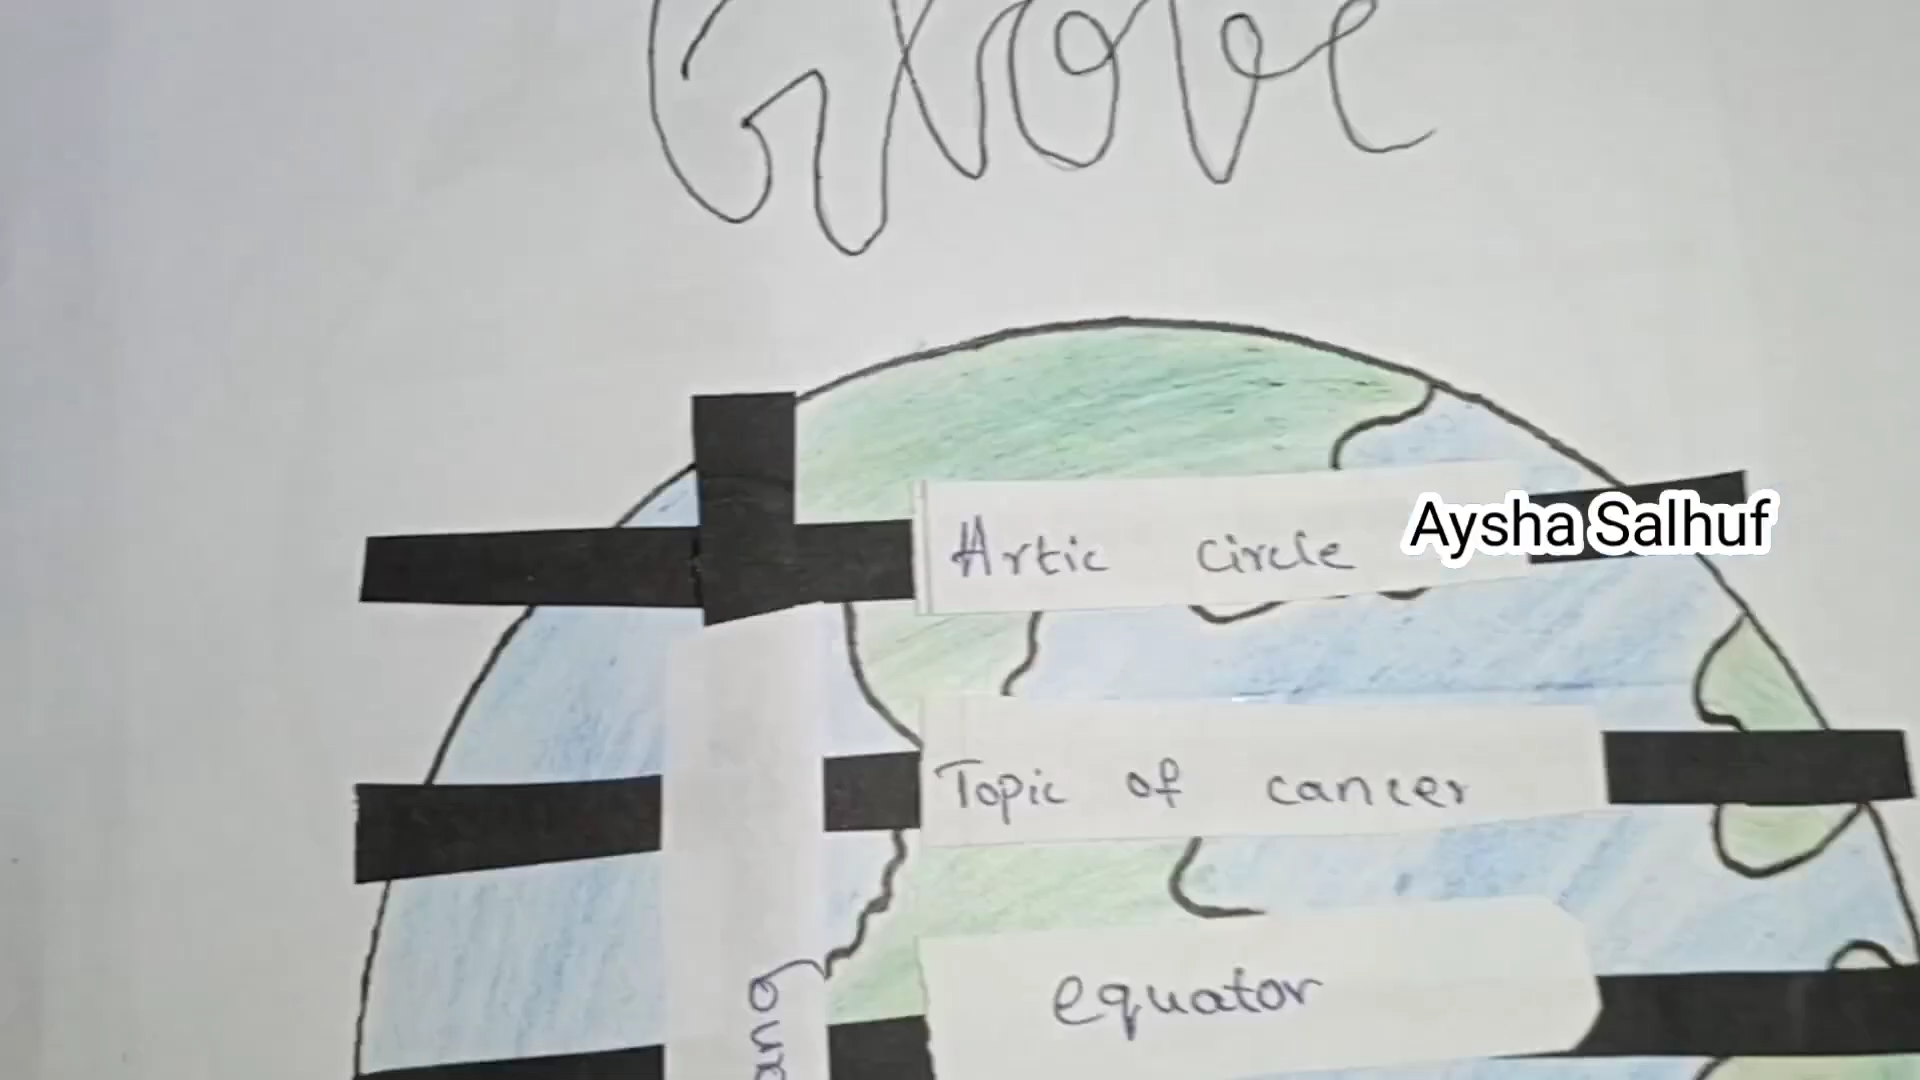 Globe
Artic circle
Aysha Salhuf
Topic of cancer
equator